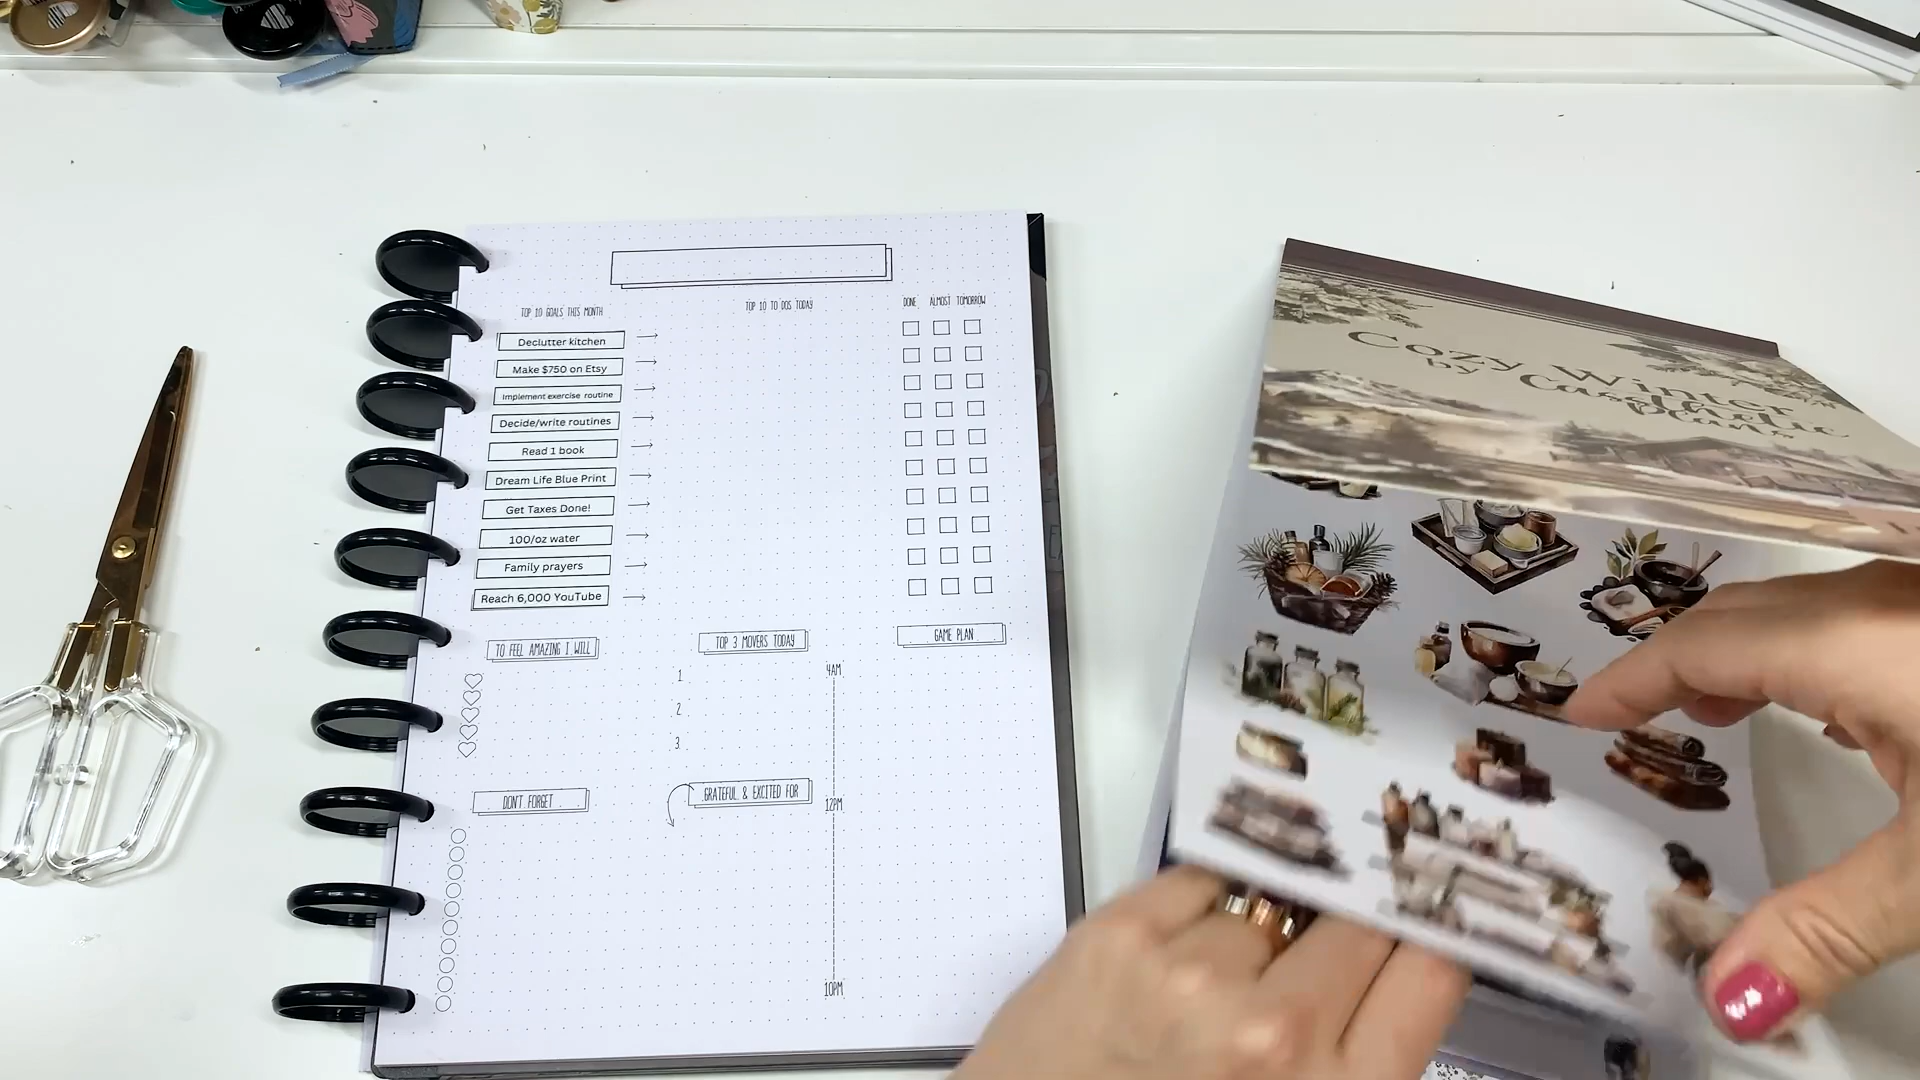 TOP 10 GOALS THIS MONTH
TOP 10 TO DOS TODAY
DONE ALMOST TOMORROW
Declutter kitchen
Make $750 on Etsy
Implement exercise routine
Decide/write routines
Read 1 book
Dream Life Blue Print
Get Taxes Done!
100/oz water
Family prayers
Reach 6,000 YouTube
TO FEEL AMAZING I WILL
TOP 3 MOVERS TODAY
1
2
3
GAME PLAN
4AM
12PM
10PM
DON'T FORGET
GRATEFUL & EXCITED FOR
Cozy Winter
by
Plans